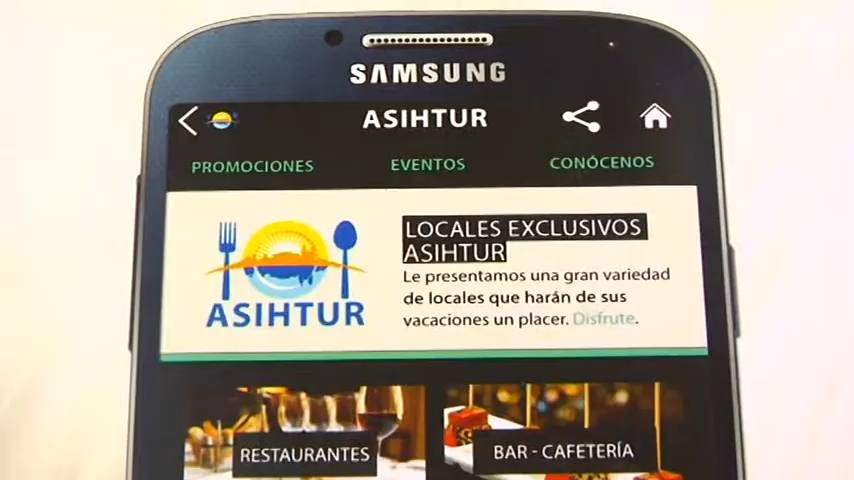 SAMSUNG
ASIHTUR
PROMOCIONES EVENTOS CONÓCENOS
LOCALES EXCLUSIVOS
ASIHTUR
Le presentamos una gran variedad
de locales que harán de sus
vacaciones un placer. Disfrute.
ASIHTUR
RESTAURANTES
BAR - CAFETERÍA